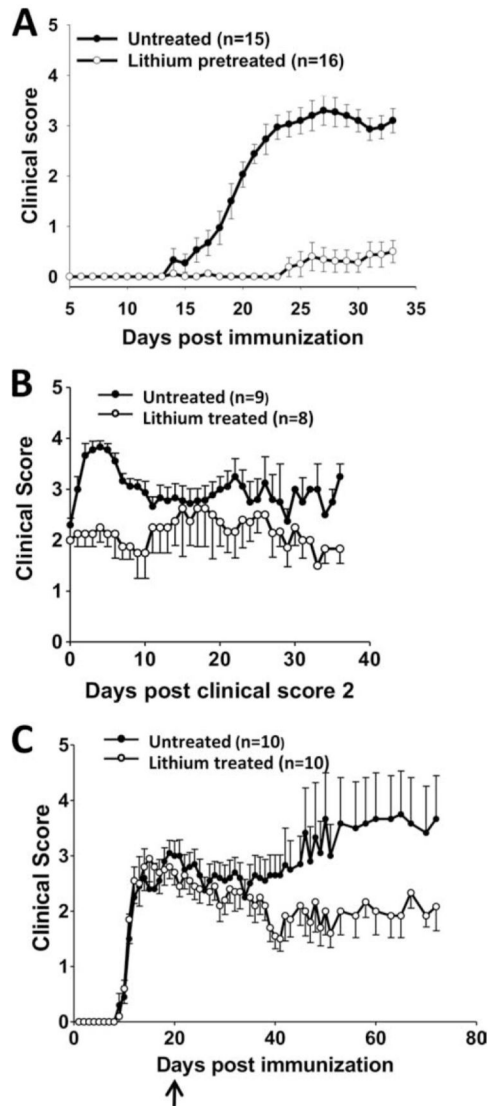 A
Untreated (n=15)
Lithium pretreated (n=16)
Clinical score
5
4
3
2
1
0
5 10 15 20 25 30 35
Days post immunization
B
Untreated (n=9)
Lithium treated (n=8)
Clinical Score
5
4
3
2
1
0
0 10 20 30 40
Days post clinical score 2
C
Untreated (n=10)
Lithium treated (n=10)
Clinical Score
5
4
3
2
1
0
0 20 40 60 80
Days post immunization